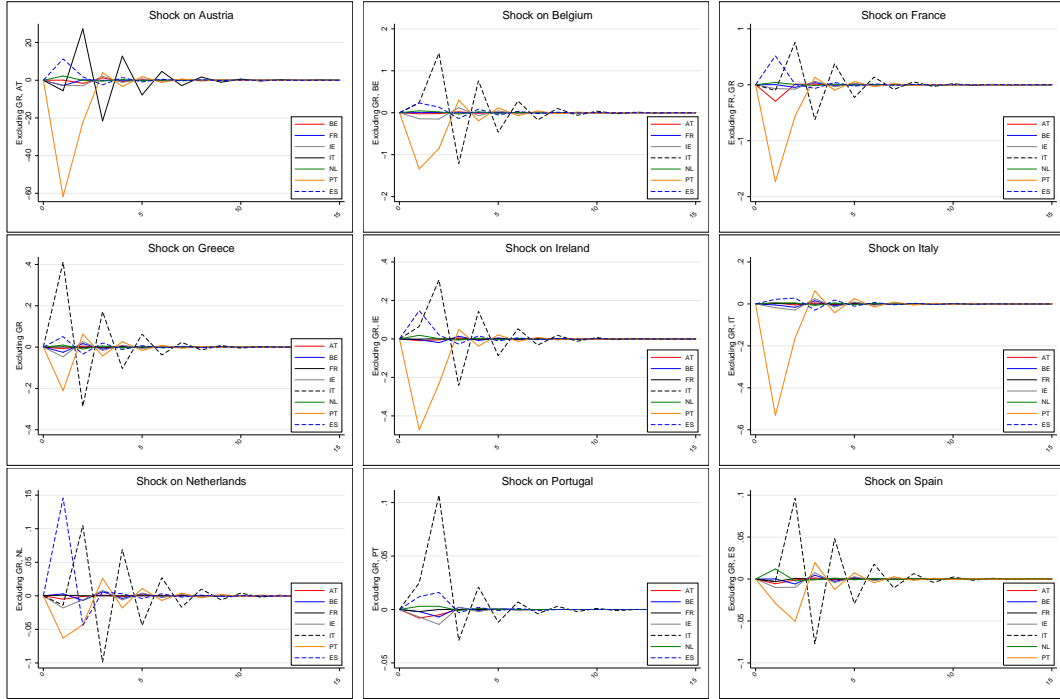 Shock on Austria
Excluding GR, AT
20
0
-20
-40
-60
0
5
10
15
BE
FR
IE
IT
NL
PT
ES
Shock on Belgium
Excluding GR, BE
2
1
0
-1
-2
0
5
10
15
AT
FR
IE
IT
NL
PT
ES
Shock on France
Excluding FR, GR
1
0
-1
-2
0
5
10
15
AT
BE
IE
IT
NL
PT
ES
Shock on Greece
Excluding GR
.4
.2
0
-.2
-.4
0
5
10
15
AT
BE
FR
IE
IT
NL
PT
ES
Shock on Ireland
Excluding GR, IE
.4
.2
0
-.2
-.4
0
5
10
15
AT
BE
FR
IT
NL
PT
ES
Shock on Italy
Excluding GR, IT
.2
0
-.2
-.4
-.6
0
5
10
15
AT
BE
FR
IE
NL
PT
ES
Shock on Netherlands
Excluding GR, NL
.15
.1
.05
0
-.05
-.1
0
5
10
15
AT
BE
FR
IE
IT
PT
ES
Shock on Portugal
Excluding GR, PT
.1
.05
0
-.05
0
5
10
15
AT
BE
FR
IE
IT
NL
ES
Shock on Spain
Excluding GR, ES
.1
.05
0
-.05
-.1
0
5
10
15
AT
BE
FR
IE
IT
NL
PT